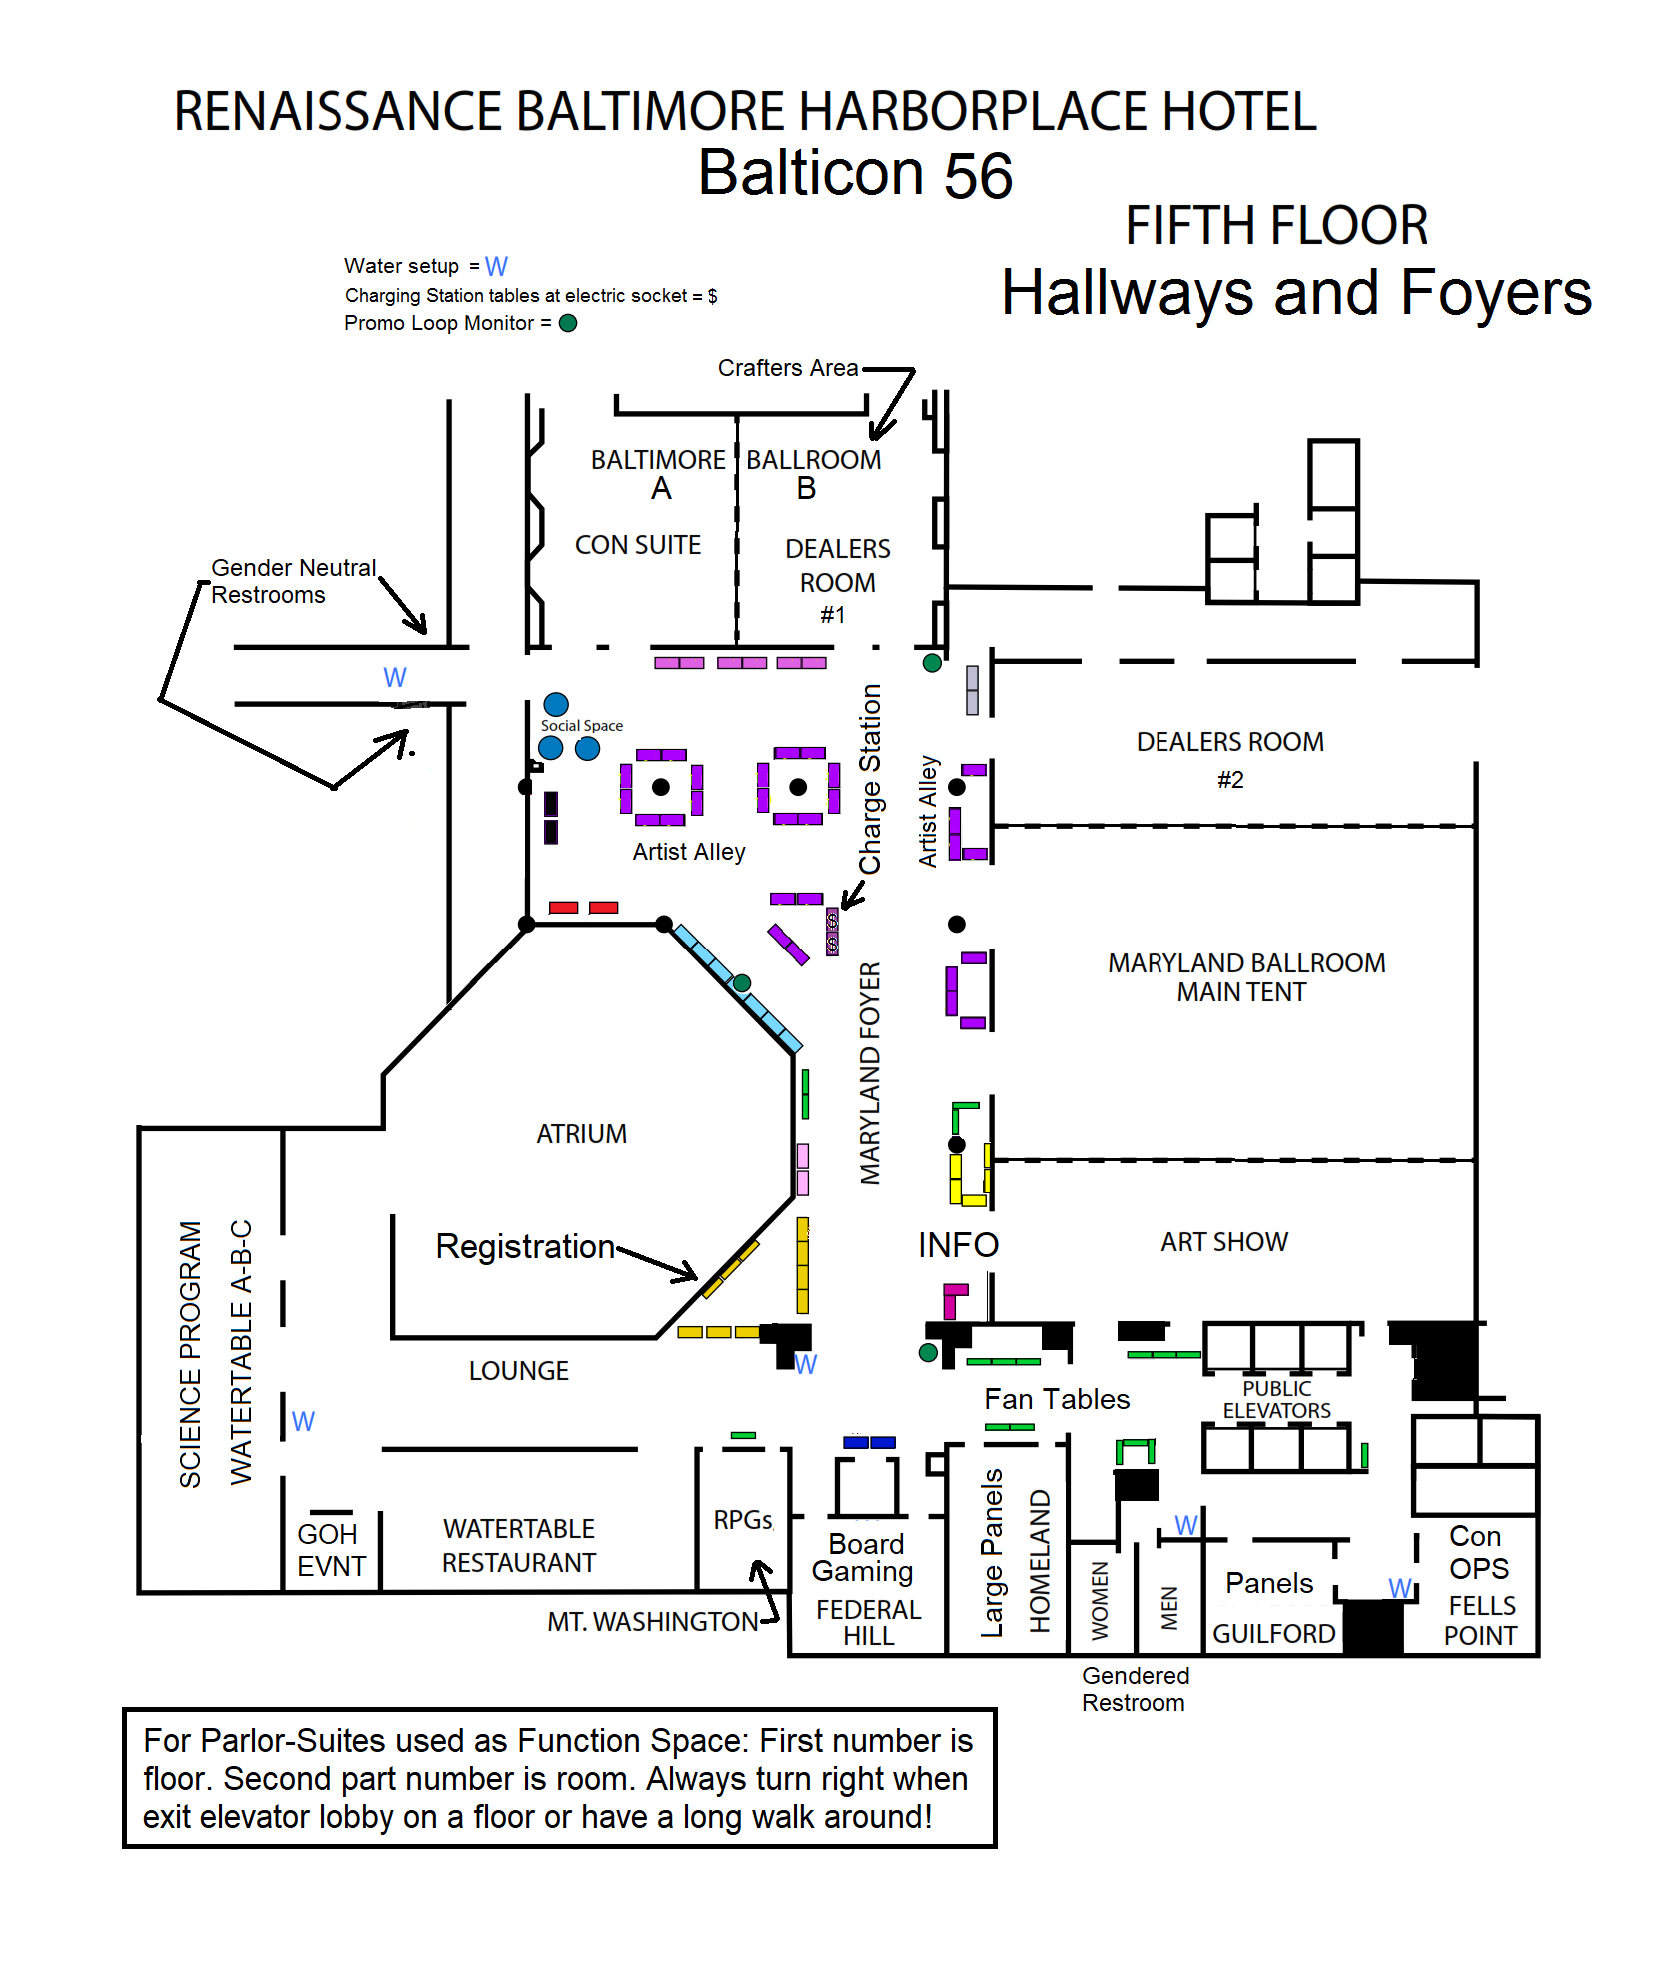 RENAISSANCE BALTIMORE HARBORPLACE HOTEL
Balticon 56
FIFTH FLOOR
Hallways and Foyers
Water setup = W
Charging Station tables at electric socket = $
Promo Loop Monitor =
Crafters Area
BALTIMORE
A
BALLROOM
B
CON SUITE
DEALERS
ROOM
#1
Gender Neutral
Restrooms
W
Social Space
Charge Station
Artist Alley
Artist Alley
$
$
DEALERS ROOM
#2
MARYLAND BALLROOM
MAIN TENT
MARYLAND FOYER
ATRIUM
Registration
INFO
ART SHOW
SCIENCE PROGRAM
WATERTABLE A-B-C
LOUNGE
W
W
Fan Tables
PUBLIC
ELEVATORS
GOH
EVNT
WATERTABLE
RESTAURANT
RPGs
MT. WASHINGTON
Board
Gaming
FEDERAL
HILL
Large Panels
HOMELAND
WOMEN
MEN
W
Panels
GUILFORD
W
Con
OPS
FELLS
POINT
Gendered
Restroom
For Parlor-Suites used as Function Space: First number is
floor. Second part number is room. Always turn right when
exit elevator lobby on a floor or have a long walk around!